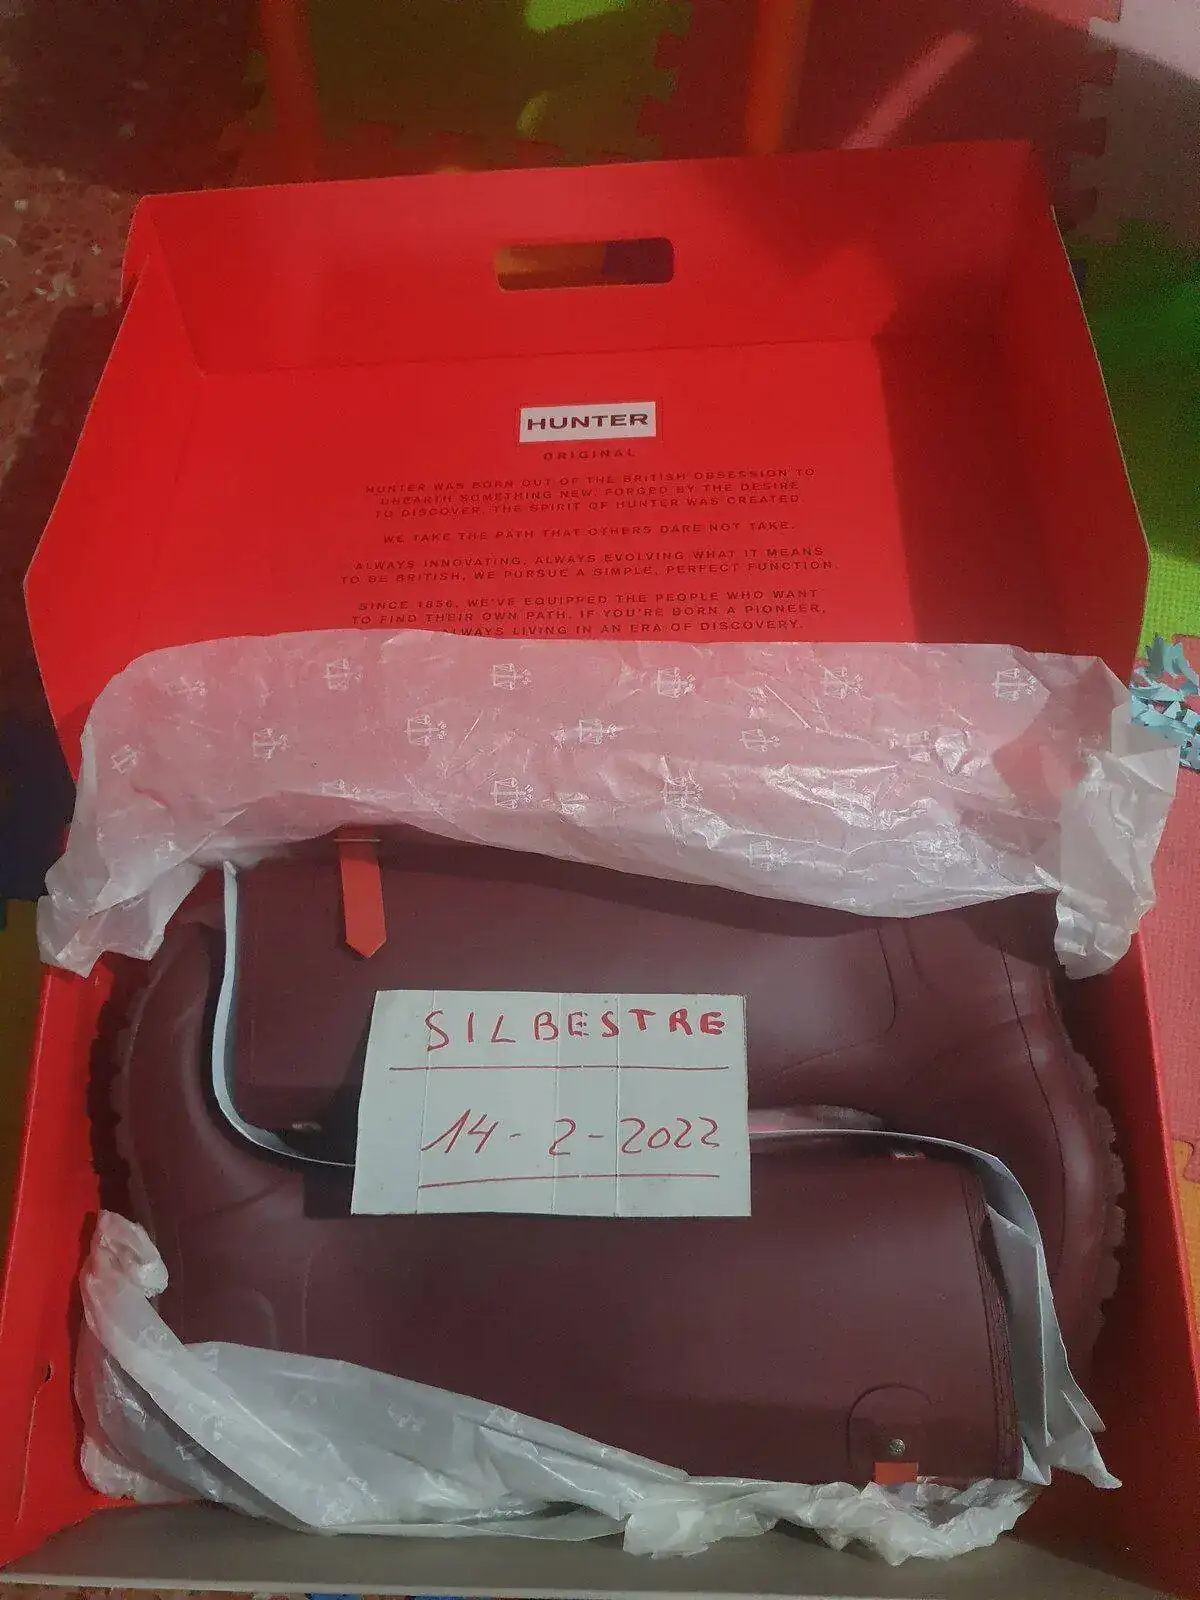 HUNTER
ORIGINAL
HUNTER WAS BORN OUT OF THE BRITISH OBSESSION TO
UNEARTH SOMETHING NEW. FORGED BY THE DESIRE
TO DISCOVER, THE SPIRIT OF HUNTER WAS CREATED.
WE TAKE THE PATH THAT OTHERS DARE NOT TAKE.
ALWAYS INNOVATING, ALWAYS EVOLVING WHAT IT MEANS
TO BE BRITISH, WE PURSUE A SIMPLE, PERFECT FUNCTION.
SINCE 1856, WE'VE EQUIPPED THE PEOPLE WHO WANT
TO FIND THEIR OWN PATH. IF YOU'RE BORN A PIONEER,
ALWAYS LIVING IN AN ERA OF DISCOVERY.
SILBESTRE
14-2-2022